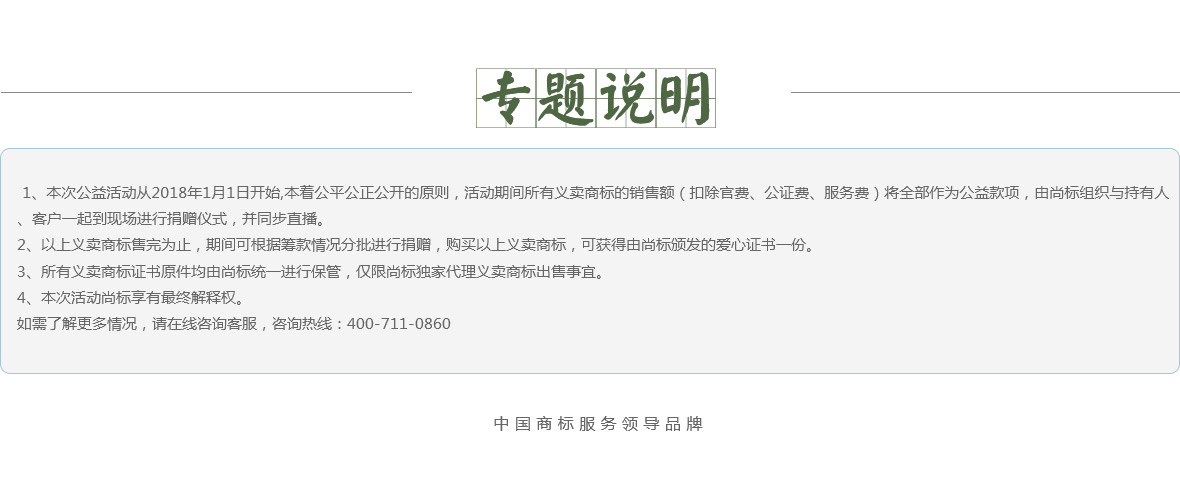 专题说明
1、本次公益活动从2018年1月1日开始,本着公平公正公开的原则，活动期间所有义卖商标的销售额（扣除官费、公证费、服务费）将全部作为公益款项，由尚标组织与持有人
、客户一起到现场进行捐赠仪式，并同步直播。
2、以上义卖商标售完为止，期间可根据筹款情况分批进行捐赠，购买以上义卖商标，可获得由尚标颁发的爱心证书一份。
3、所有义卖商标证书原件均由尚标统一进行保管，仅限尚标独家代理义卖商标出售事宜。
4、本次活动尚标享有最终解释权。
如需了解更多情况，请在线咨询客服，咨询热线：400-711-0860
中国商标服务领导品牌